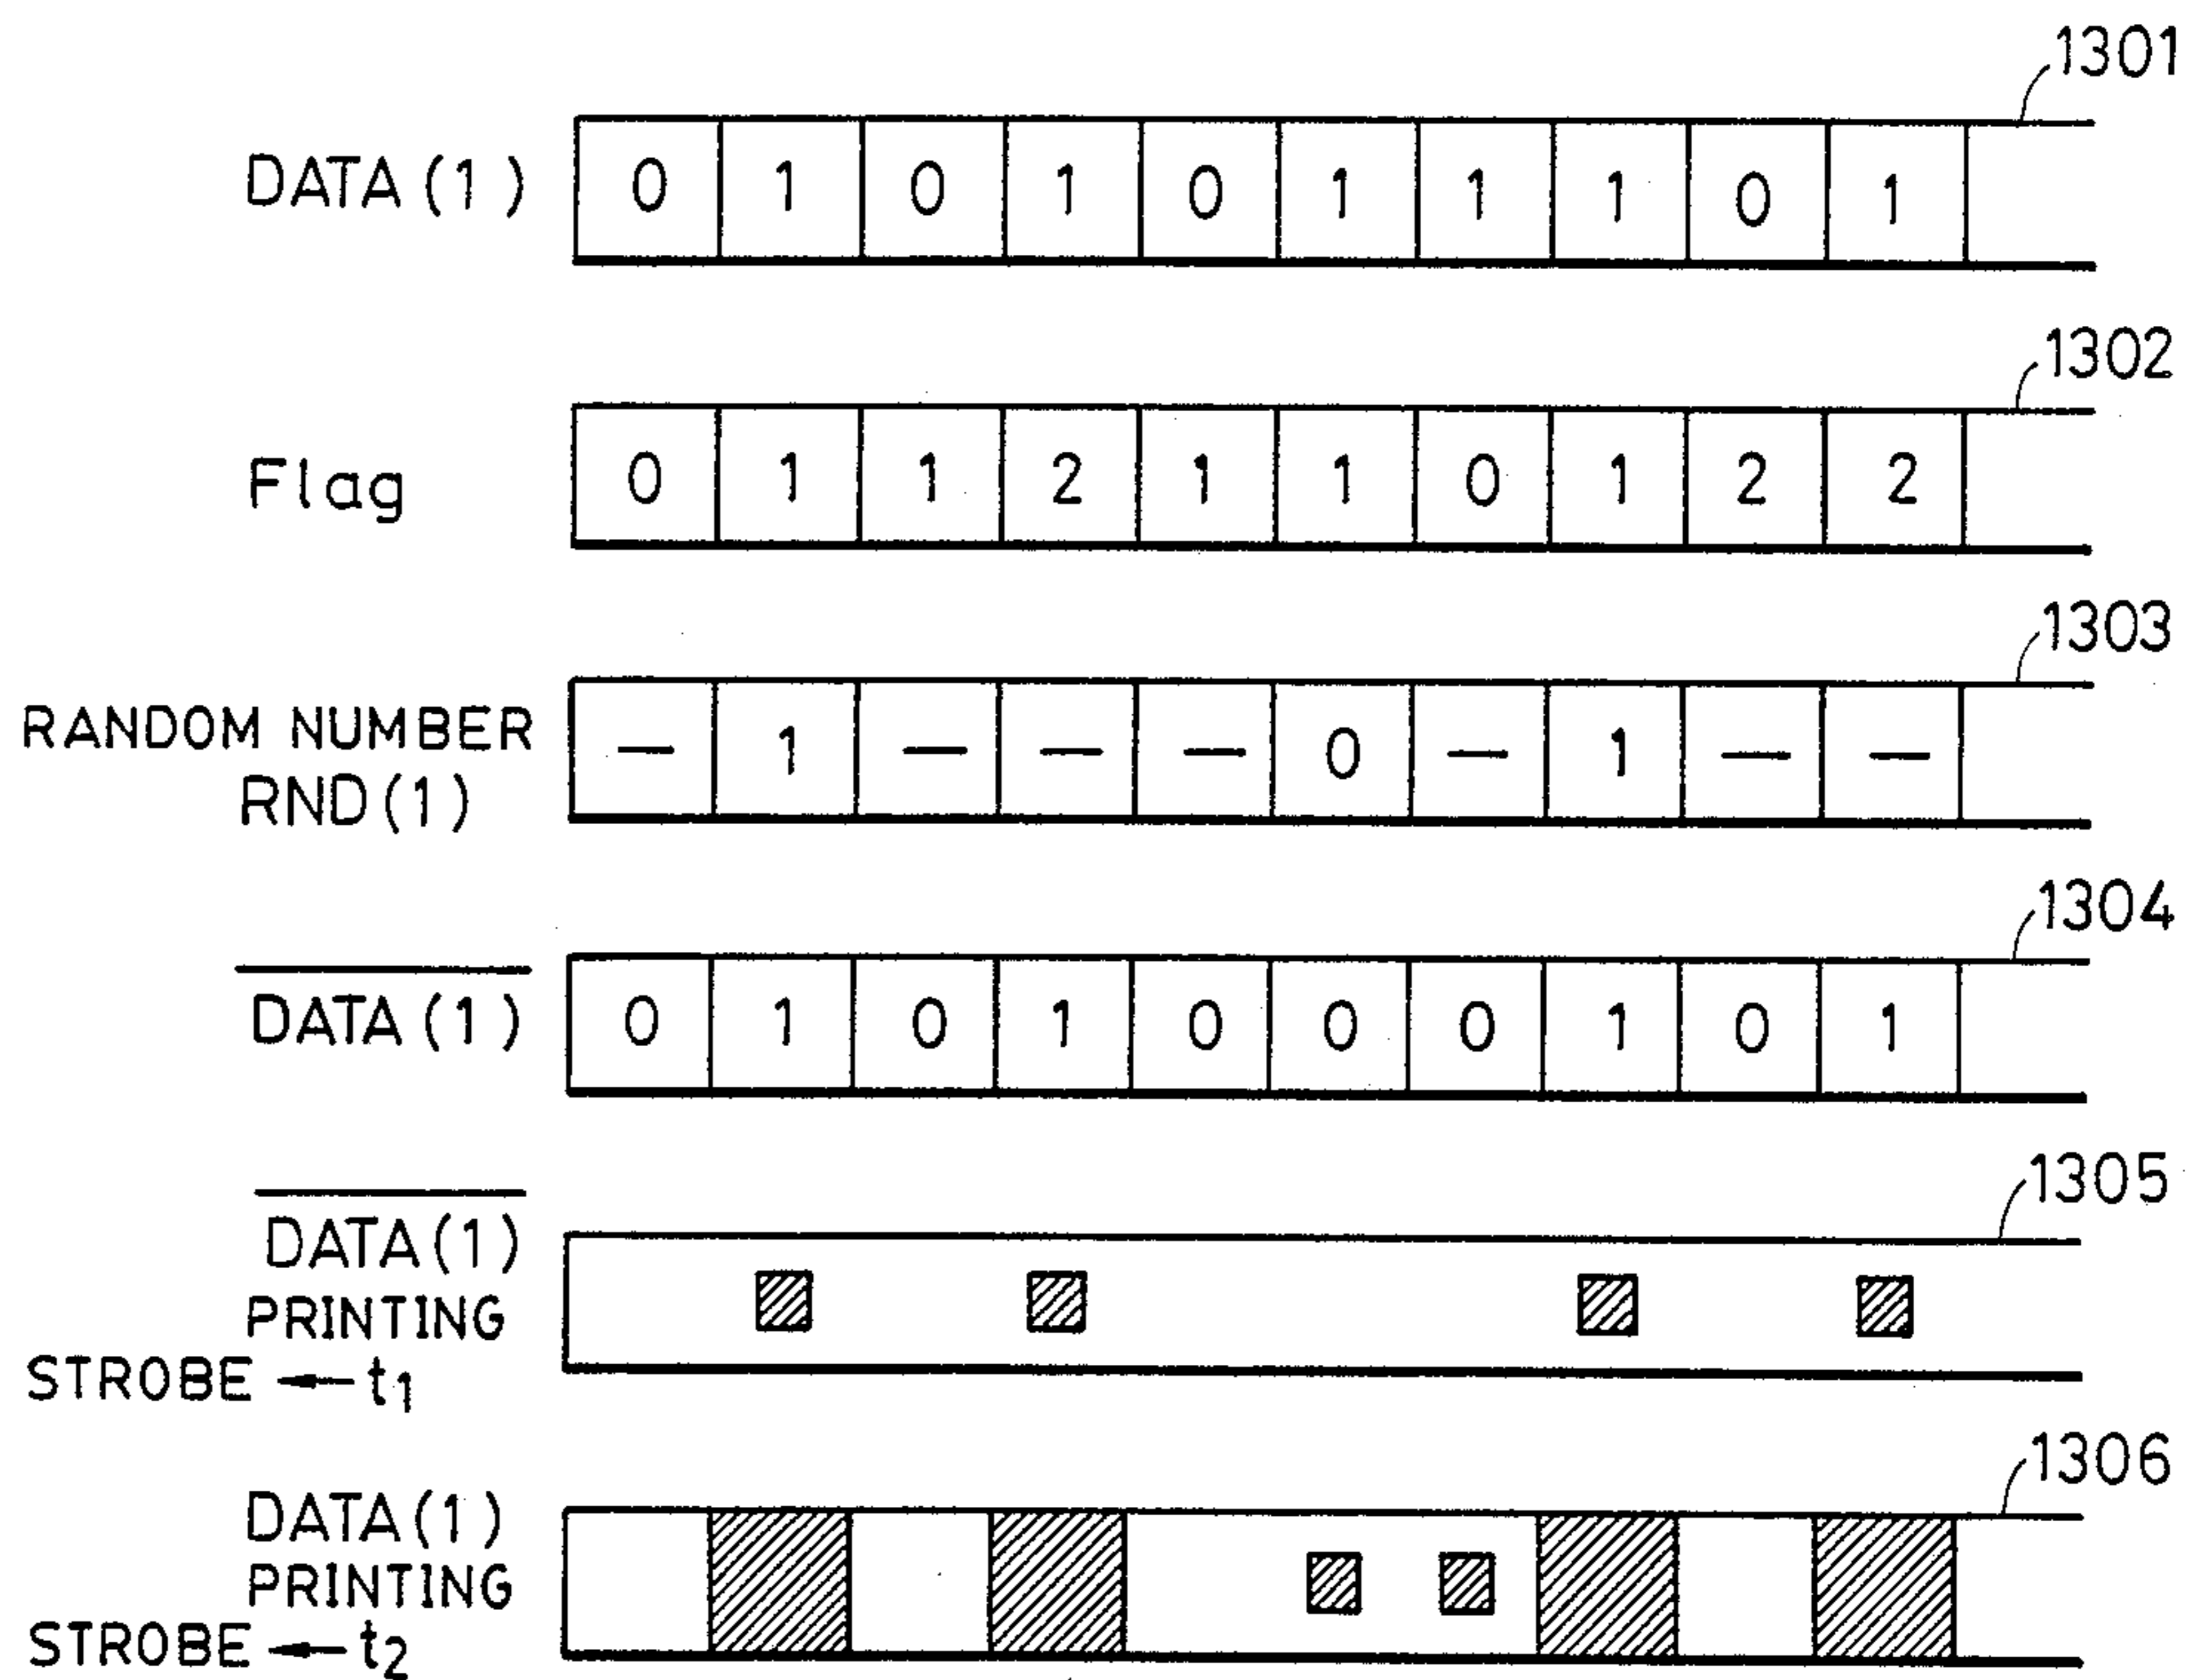 1301
DATA(1) 0 1 0 1 0 1 1 1 0 1
1302
Flag 0 1 1 2 1 1 0 1 2 2
1303
RANDOM NUMBER
RND(1) — 1 — — — 0 — 1 — —
1304
DATA(1) 0 1 0 1 0 0 0 1 0 1
1305
DATA(1)
PRINTING
STROBE ← t1
1306
DATA(1)
PRINTING
STROBE ← t2